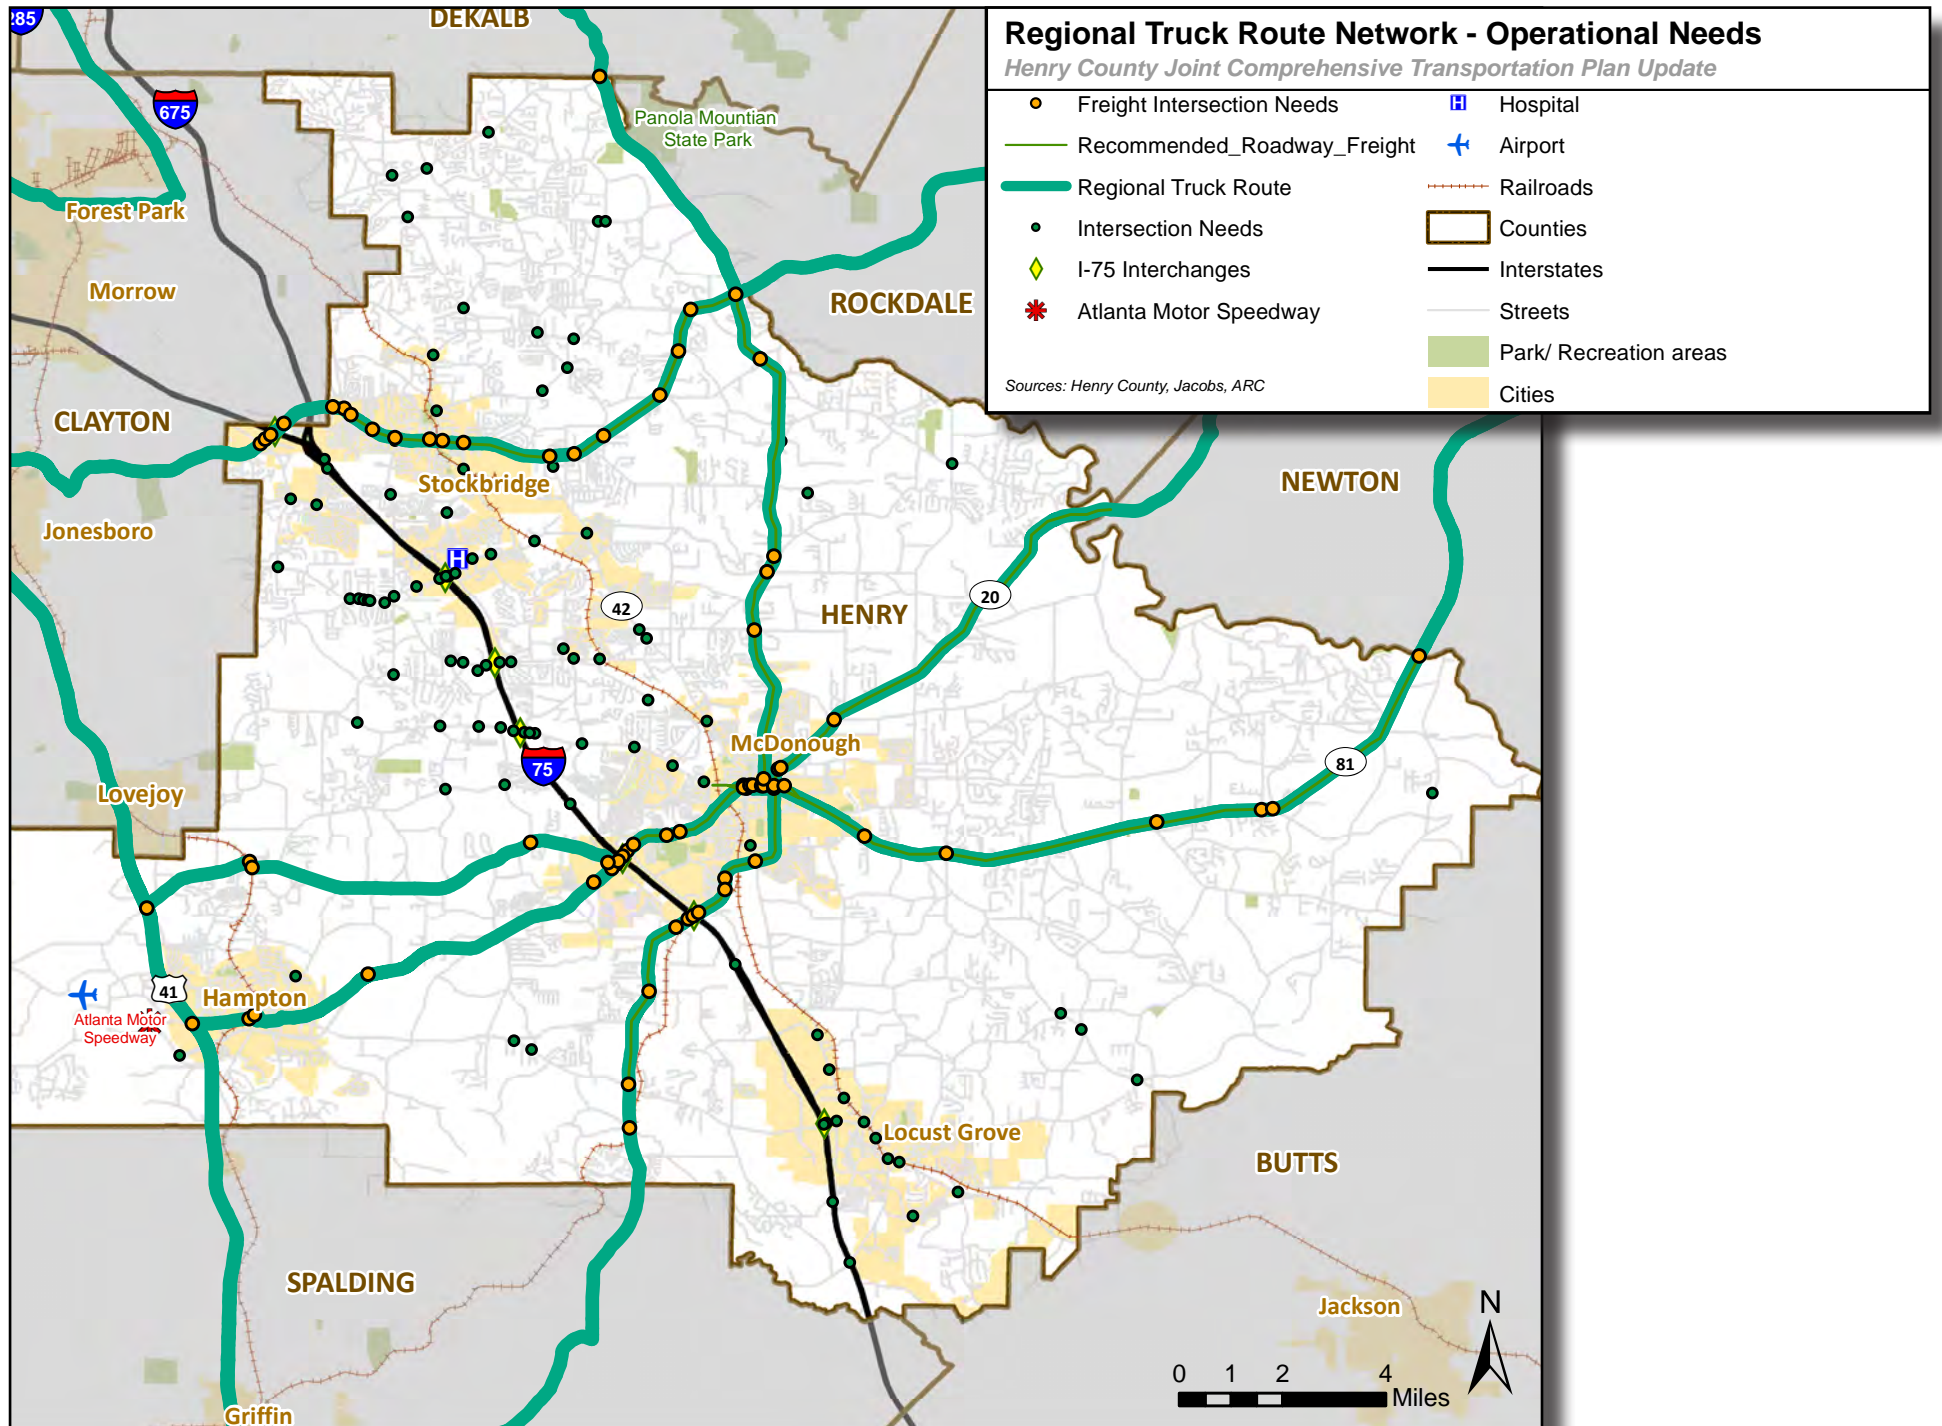 Regional Truck Route Network - Operational Needs
Henry County Joint Comprehensive Transportation Plan Update
Freight Intersection Needs
Recommended_Roadway_Freight
Regional Truck Route
Intersection Needs
I-75 Interchanges
Atlanta Motor Speedway
Sources: Henry County, Jacobs, ARC
H Hospital
Airport
Railroads
Counties
Interstates
Streets
Park/ Recreation areas
Cities
DEKALB
285
675
Panola Mountian
State Park
Forest Park
Morrow
ROCKDALE
CLAYTON
Stockbridge
NEWTON
Jonesboro
H
42
20
HENRY
McDonough
75
81
Lovejoy
41
Hampton
Atlanta Motor
Speedway
Locust Grove
BUTTS
SPALDING
Jackson
N
0 1 2 4
Miles
Griffin